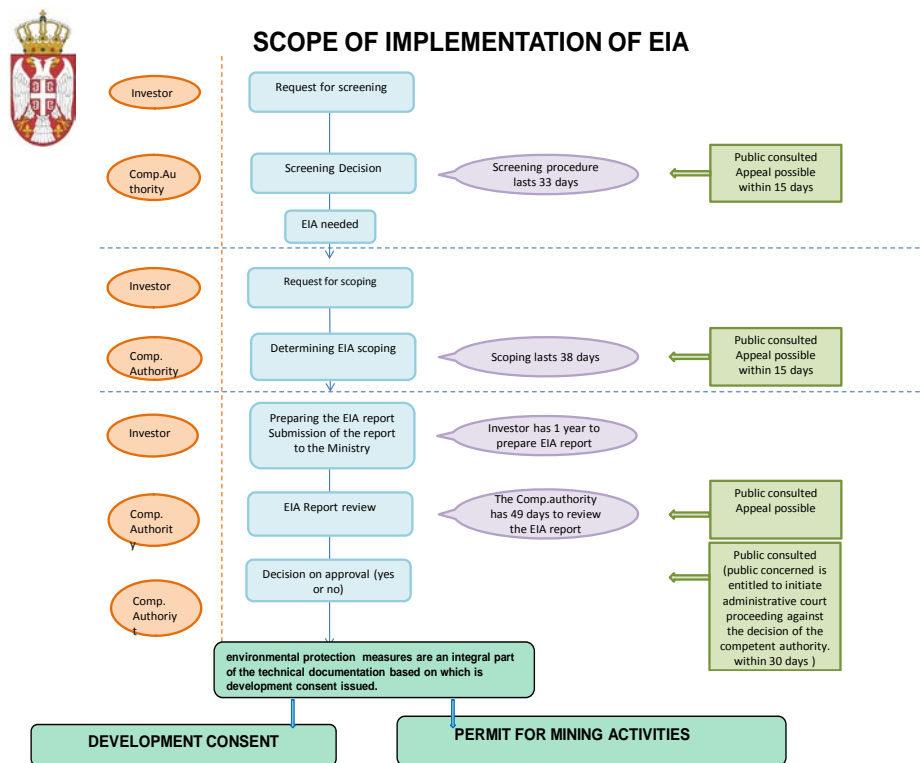 SCOPE OF IMPLEMENTATION OF EIA
Investor
Request for screening
Comp.Au
thority
Screening Decision
Screening procedure
lasts 33 days
Public consulted
Appeal possible
within 15 days
EIA needed
Investor
Request for scoping
Comp.
Authority
Determining EIA scoping
Scoping lasts 38 days
Public consulted
Appeal possible
within 15 days
Investor
Preparing the EIA report
Submission of the report
to the Ministry
Investor has 1 year to
prepare EIA report
Comp.
Authorit
y
EIA Report review
The Comp.authority
has 49 days to review
the EIA report
Public consulted
Appeal possible
Comp.
Authoriy
t
Decision on approval (yes
or no)
Public consulted
(public concerned is
entitled to initiate
administrative court
proceeding against
the decision of the
competent authority.
within 30 days )
environmental protection measures are an integral part
of the technical documentation based on which is
development consent issued.
DEVELOPMENT CONSENT
PERMIT FOR MINING ACTIVITIES